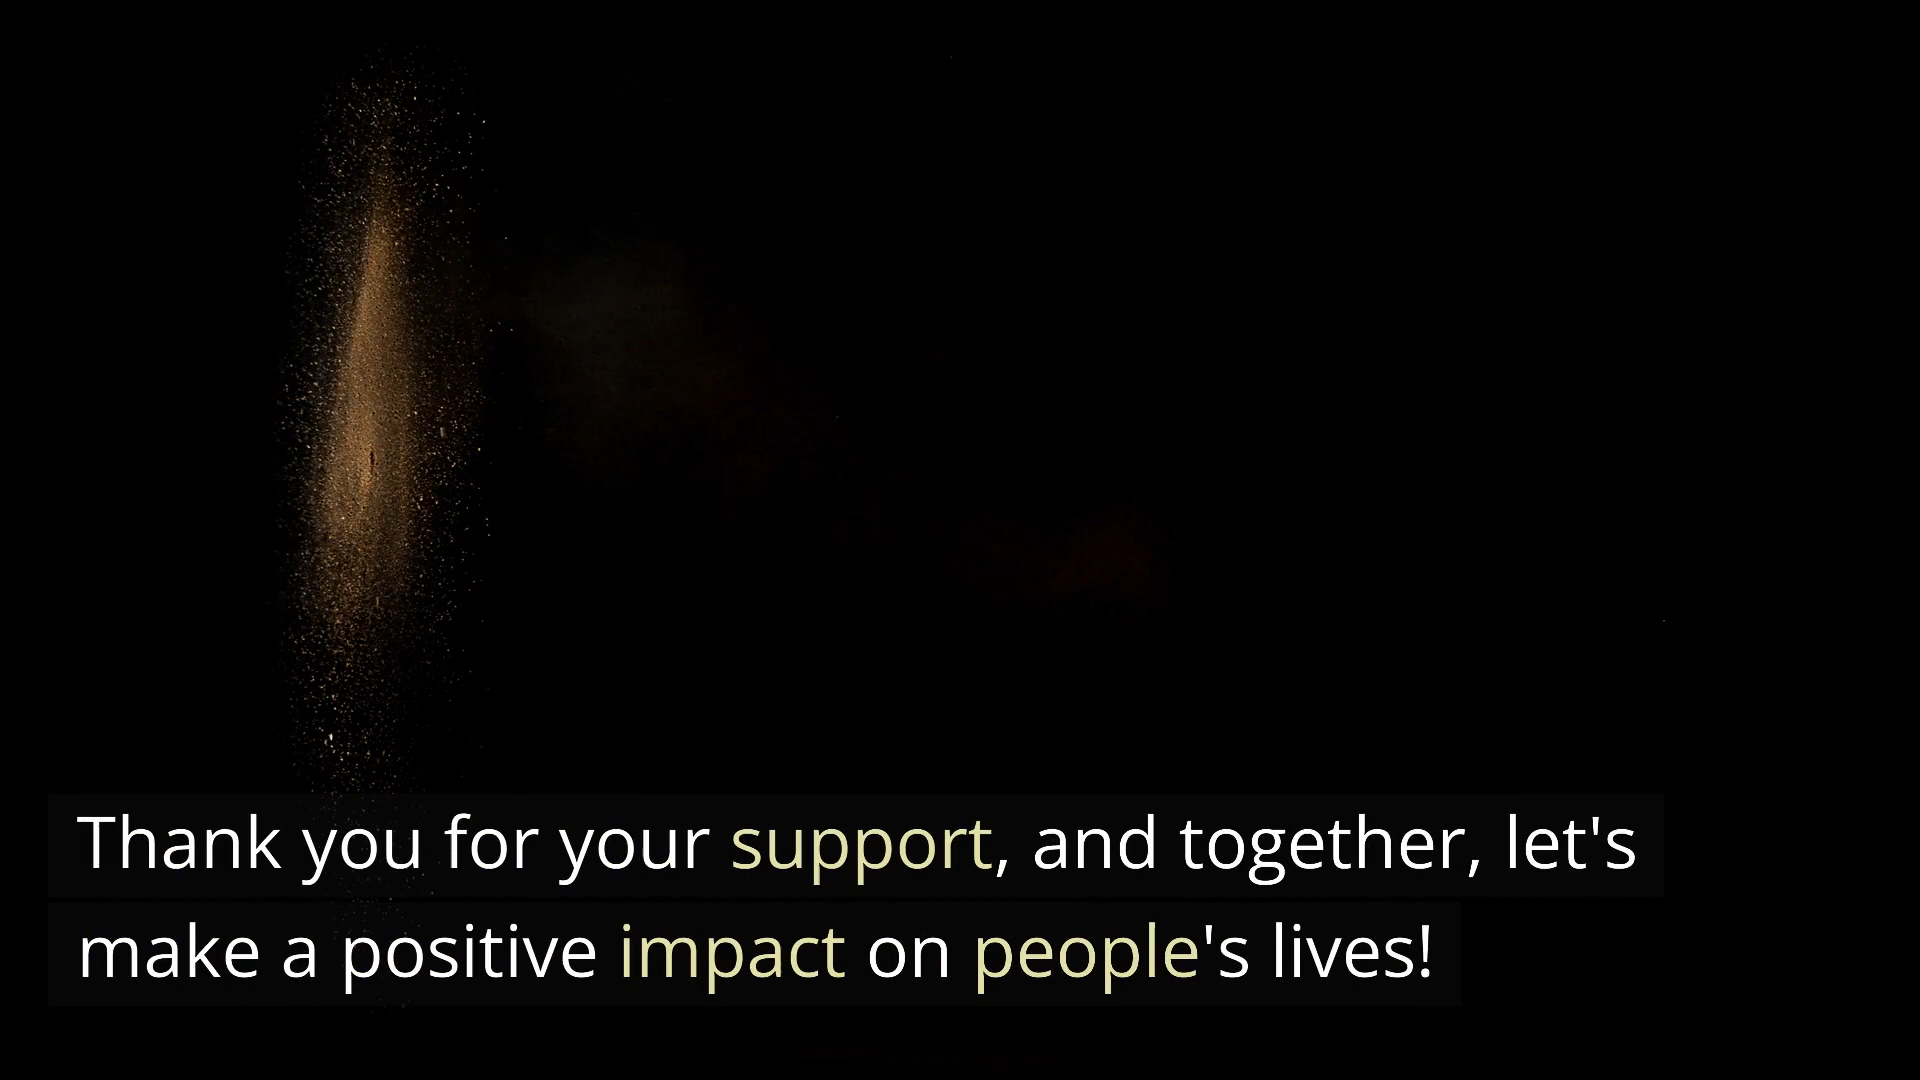 Thank you for your support, and together, let's
make a positive impact on people's lives!